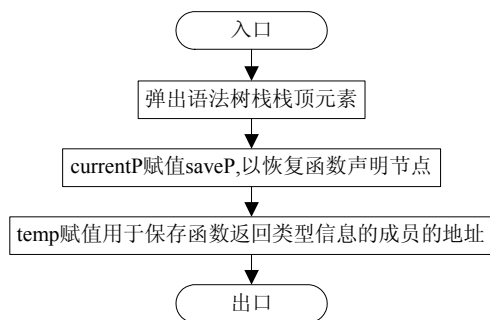 入口
弹出语法树栈栈顶元素
currentP赋值saveP,以恢复函数声明节点
temp赋值用于保存函数返回类型信息的成员的地址
出口